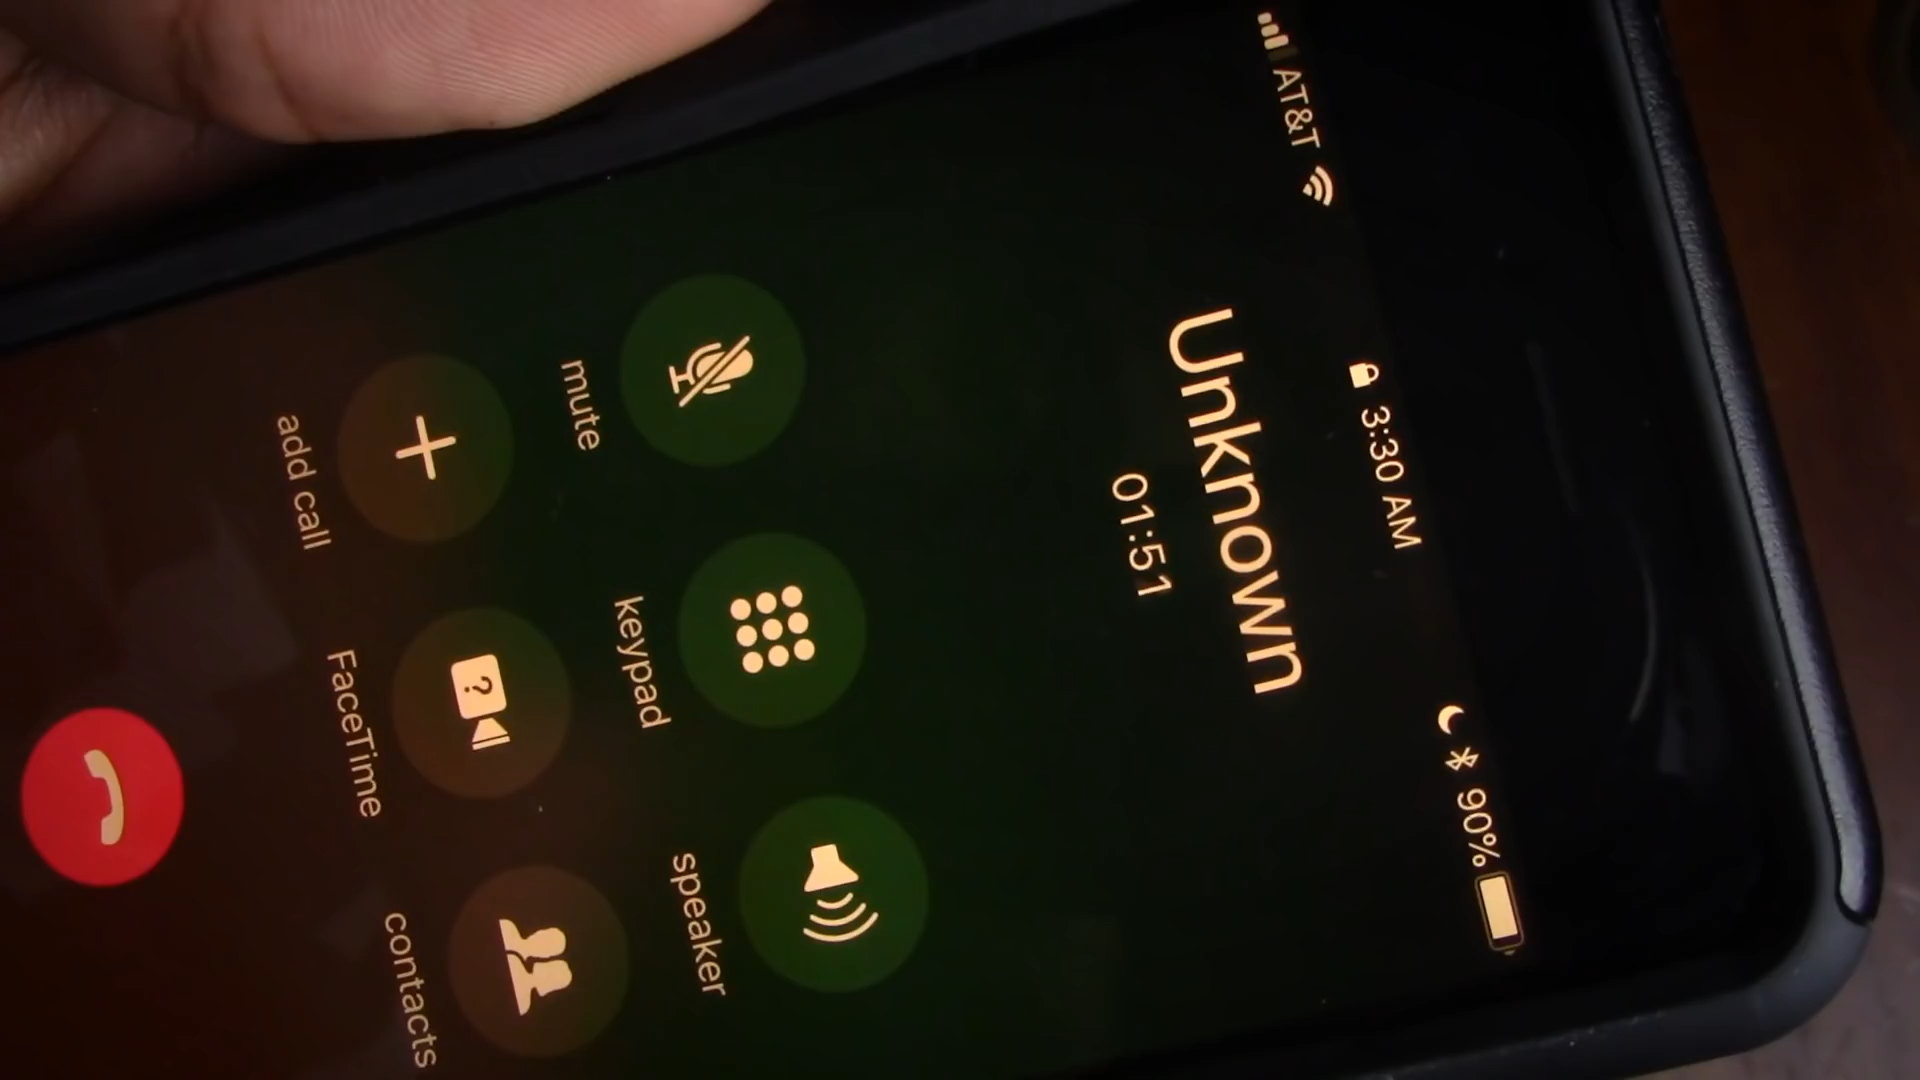 AT&T 3:30 AM 90%
Unknown
01:51
mute keypad speaker
add call FaceTime contacts